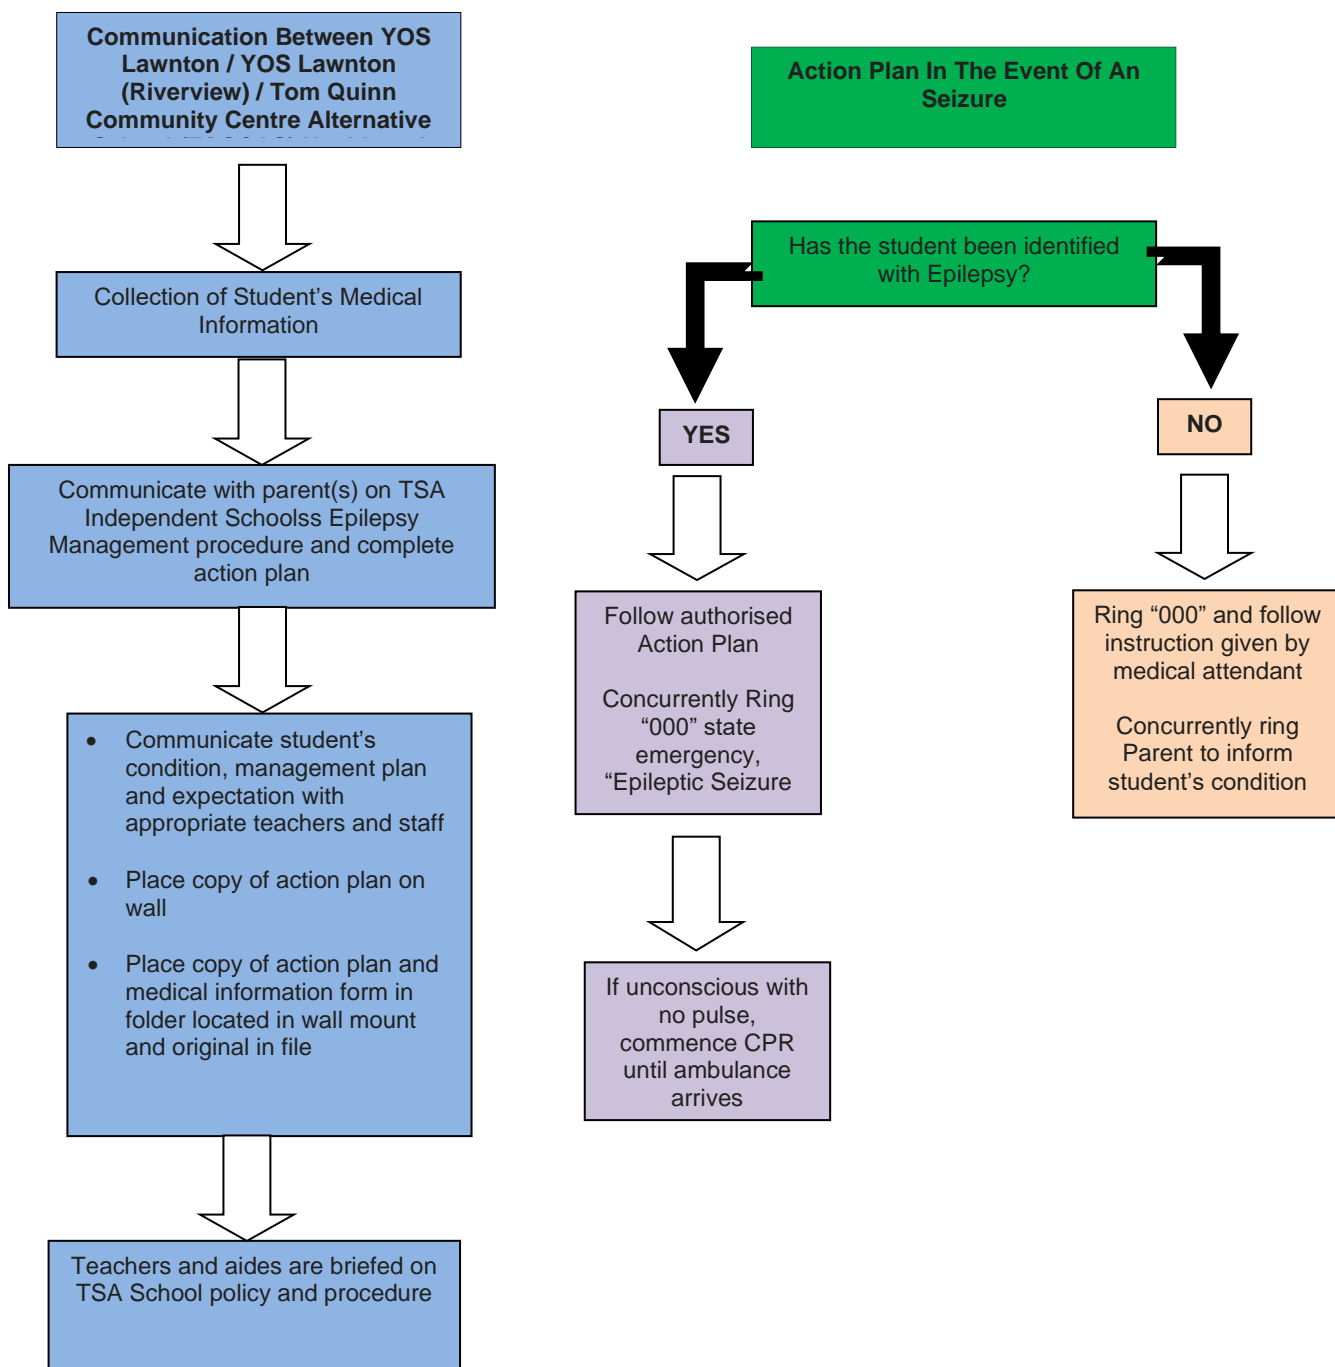 Communication Between YOS
Lawnton / YOS Lawnton
(Riverview) / Tom Quinn
Community Centre Alternative
Collection of Student’s Medical
Information
Communicate with parent(s) on TSA
Independent Schoolss Epilepsy
Management procedure and complete
action plan
• Communicate student’s
condition, management plan
and expectation with
appropriate teachers and staff
• Place copy of action plan on
wall
• Place copy of action plan and
medical information form in
folder located in wall mount
and original in file
Teachers and aides are briefed on
TSA School policy and procedure
Action Plan In The Event Of An
Seizure
Has the student been identified
with Epilepsy?
YES
Follow authorised
Action Plan
Concurrently Ring
“000” state
emergency,
“Epileptic Seizure
If unconscious with
no pulse,
commence CPR
until ambulance
arrives
NO
Ring “000” and follow
instruction given by
medical attendant
Concurrently ring
Parent to inform
student’s condition